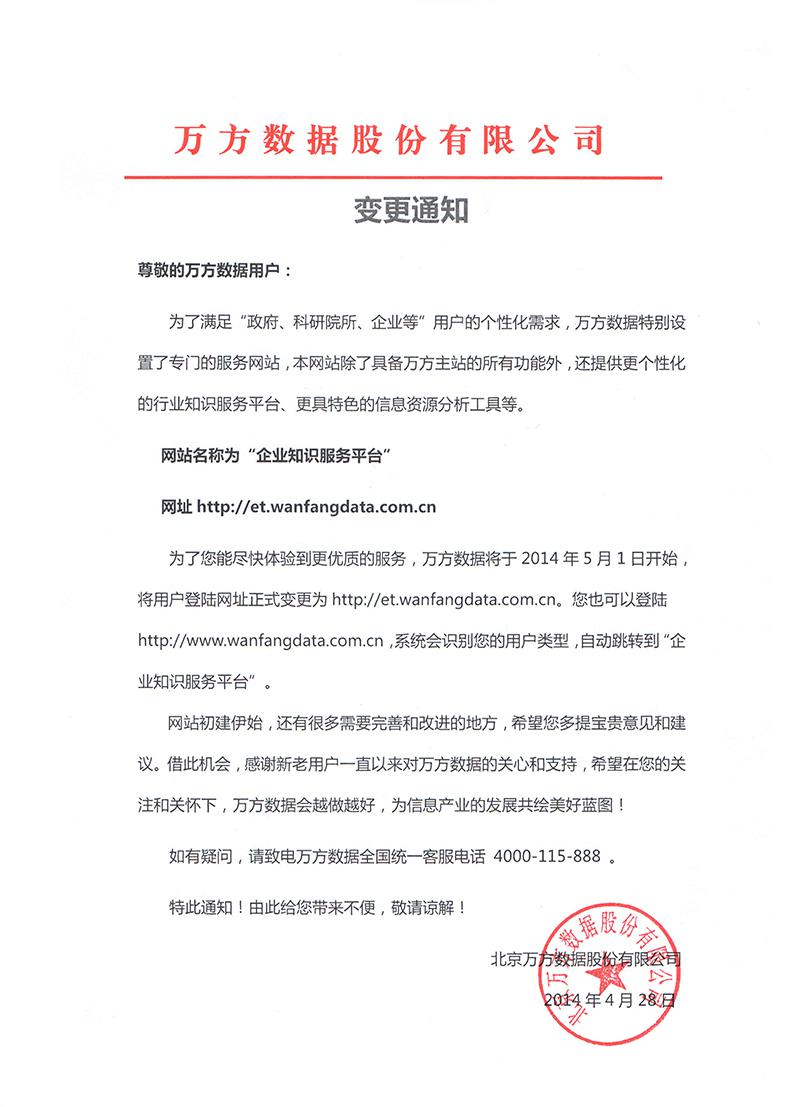 万方数据股份有限公司
变更通知
尊敬的万方数据用户：
为了满足“政府、科研院所、企业等”用户的个性化需求，万方数据特别设
置了专门的服务网站，本网站除了具备万方主站的所有功能外，还提供更个性化
的行业知识服务平台、更具特色的信息资源分析工具等。
网站名称为“企业知识服务平台”
网址 http://et.wanfangdata.com.cn
为了您能尽快体验到更优质的服务，万方数据将于 2014 年 5 月 1 日开始，
将用户登陆网址正式变更为 http://et.wanfangdata.com.cn。您也可以登陆
http://www.wanfangdata.com.cn，系统会识别您的用户类型，自动跳转到“企
业知识服务平台”。
网站初建伊始，还有很多需要完善和改进的地方，希望您多提宝贵意见和建
议。借此机会，感谢新老用户一直以来对万方数据的关心和支持，希望在您的关
注和关怀下，万方数据会越做越好，为信息产业的发展共绘美好蓝图！
如有疑问，请致电万方数据全国统一客服电话 4000-115-888 。
特此通知！由此给您带来不便，敬请谅解！
北京万方数据股份有限公司
2014 年 4 月 28 日
北京万方数据股份有限公司